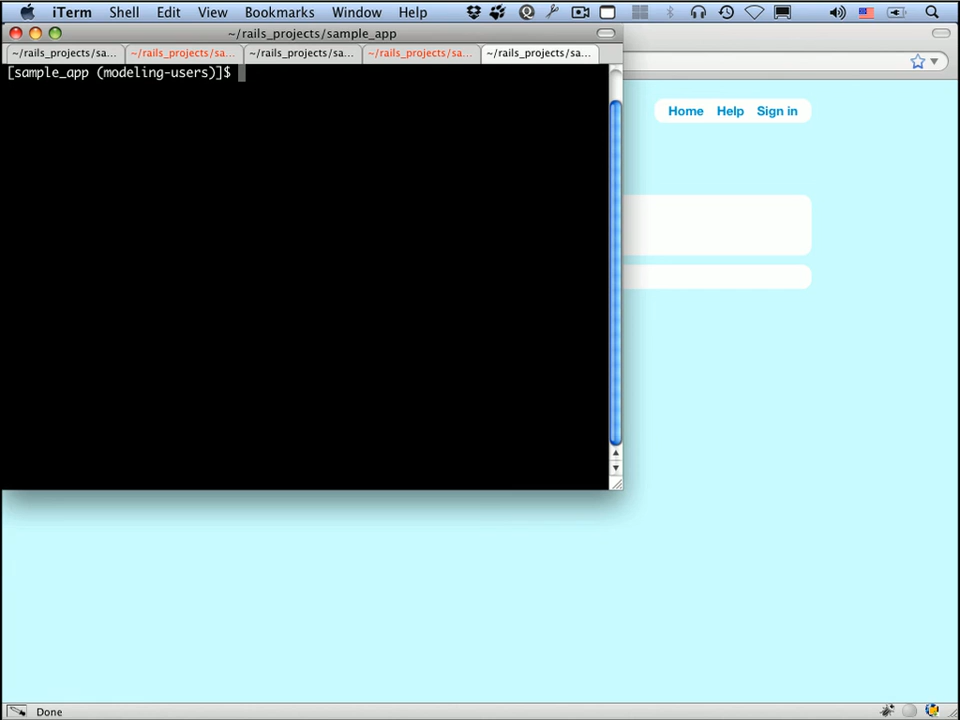 iTerm Shell Edit View Bookmarks Window Help
~/rails_projects/sample_app
~/rails_projects/sa... ~/rails_projects/sa... ~/rails_projects/sa... ~/rails_projects/sa... ~/rails_projects/sa...
[sample_app (modeling-users)]$
Home Help Sign in
Done